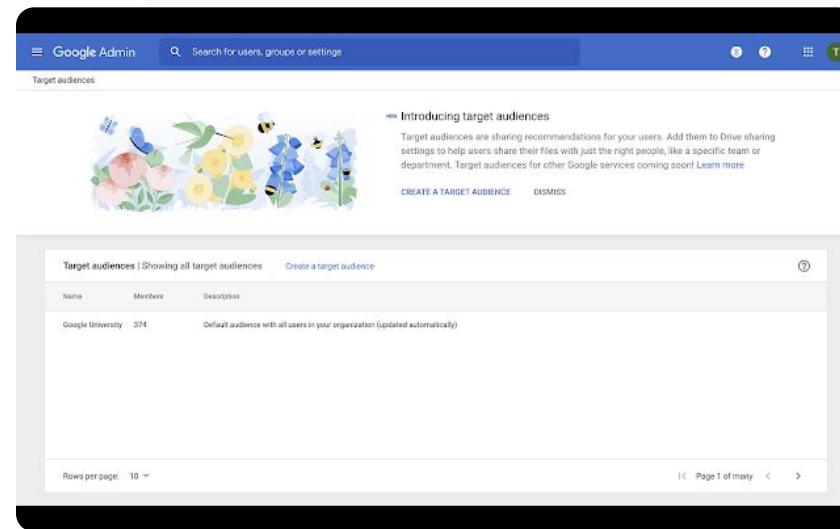 Google Admin
Search for users, groups or settings
T
Target audiences
NEW Introducing target audiences
Target audiences are sharing recommendations for your users. Add them to Drive sharing
settings to help users share their files with just the right people, like a specific team or
department. Target audiences for other Google services coming soon! Learn more
CREATE A TARGET AUDIENCE DISMISS
Target audiences | Showing all target audiences Create a target audience
Name Members Description
Google University 374 Default audience with all users in your organization (updated automatically)
Rows per page: 10 Page 1 of many